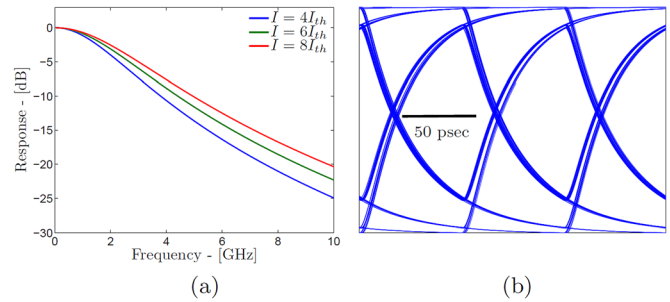 I = 4I_th
I = 6I_th
I = 8I_th
Response - [dB]
5
0
−5
−10
−15
−20
−25
−30
0
2
4
6
8
10
Frequency - [GHz]
50 psec
(a)
(b)